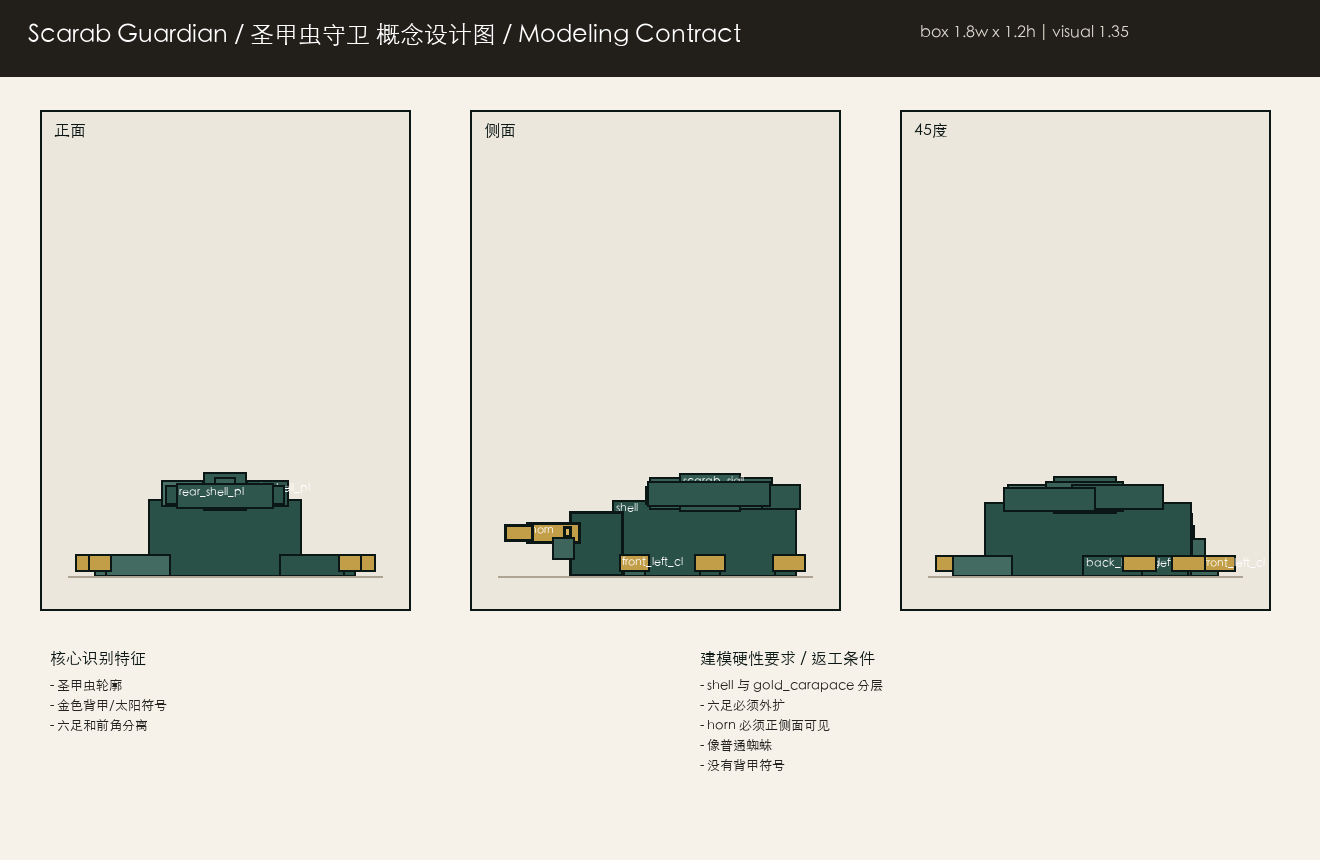 Scarab Guardian / 圣甲虫守卫 概念设计图 / Modeling Contract
box 1.8w x 1.2h | visual 1.35
正面
侧面
45度
rear_shell_pl
shell
horn
front_left_cl
back_
front_left_cl
核心识别特征
- 圣甲虫轮廓
- 金色背甲/太阳符号
- 六足和前角分离
建模硬性要求 / 返工条件
- shell 与 gold_carapace 分层
- 六足必须外扩
- horn 必须正侧面可见
- 像普通蜘蛛
- 没有背甲符号